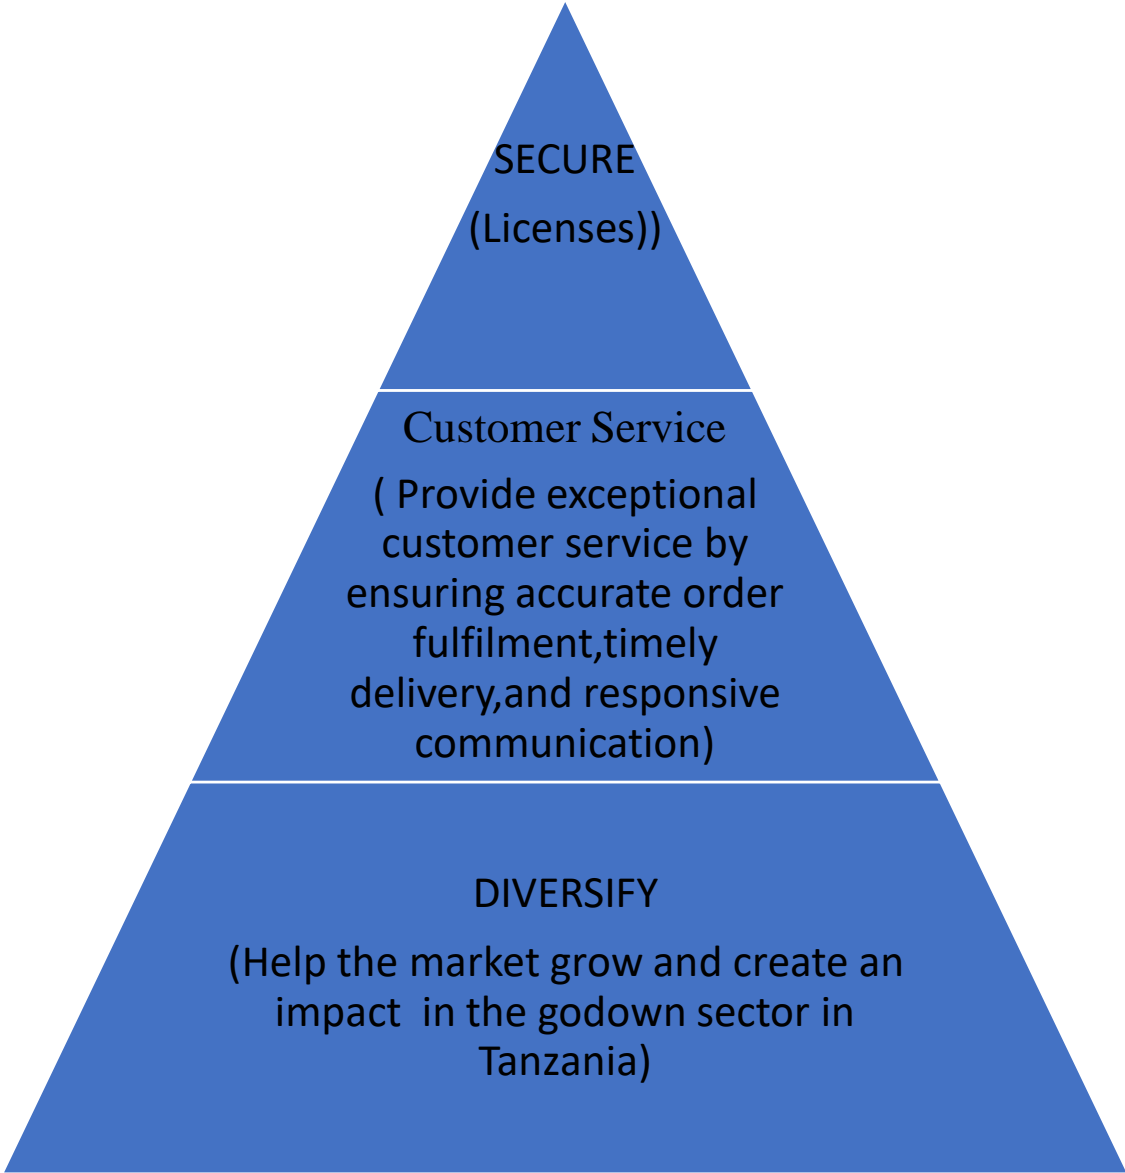 SECURE
(Licenses))
Customer Service
( Provide exceptional
customer service by
ensuring accurate order
fulfilment,timely
delivery,and responsive
communication)
DIVERSIFY
(Help the market grow and create an
impact  in the godown sector in
Tanzania)